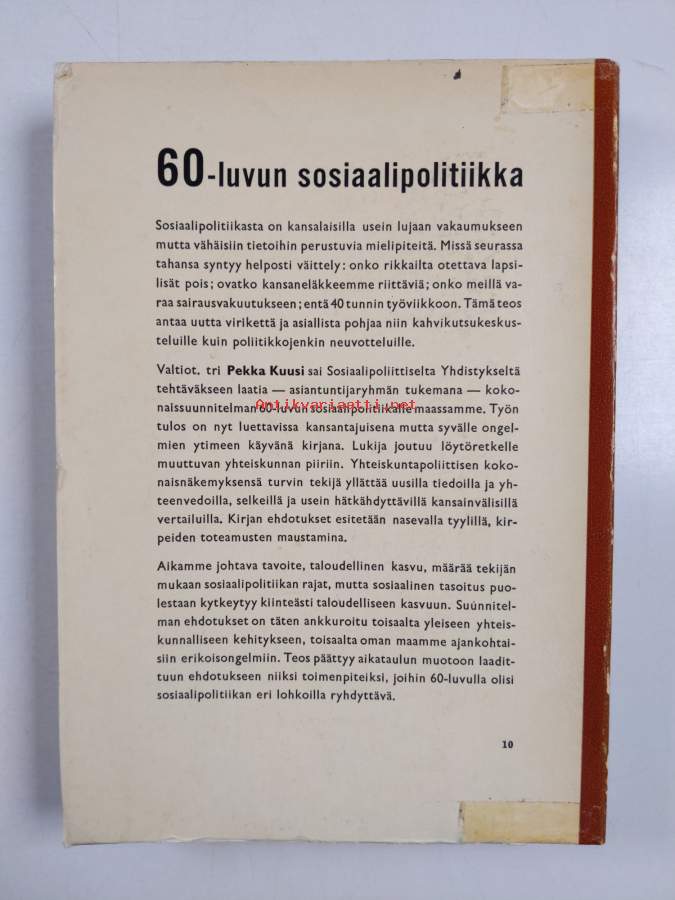 60-luvun sosiaalipolitiikka
Sosiaalipolitiikasta on kansalaisilla usein lujaan vakaumukseen
mutta vähäisiin tietoihin perustuvia mielipiteitä. Missä seurassa
tahansa syntyy helposti väittely: onko rikkailta otettava lapsi-
lisät pois; ovatko kansaneläkkeemme riittäviä; onko meillä va-
raa sairausvakuutukseen; entä 40 tunnin työviikkoon. Tämä teos
antaa uutta virikettä ja asiallista pohjaa niin kahvikutsukeskus-
teluille kuin poliitikkojenkin neuvotteluille.
Valtiot. tri Pekka Kuusi sai Sosiaalipoliittiselta Yhdistykseltä
tehtäväkseen laatia — asiantuntijaryhmän tukemana — koko-
naissuunnitelman 60-luvun sosiaalipolitiikalle maassamme. Työn
Antikvariaatti.net
tulos on nyt luettavissa kansantajuisena mutta syvälle ongel-
mien ytimeen käyvänä kirjana. Lukija joutuu löytöretkelle
muuttuvan yhteiskunnan piiriin. Yhteiskuntapoliittisen koko-
naisnäkemyksensä turvin tekijä yllättää uusilla tiedoilla ja yh-
teenvedoilla, selkeillä ja usein hätkähdyttävillä kansainvälisillä
vertailuilla. Kirjan ehdotukset esitetään nasevalla tyylillä, kir-
peiden toteamusten maustamina.
Aikamme johtava tavoite, taloudellinen kasvu, määrää tekijän
mukaan sosiaalipolitiikan rajat, mutta sosiaalinen tasoitus puo-
lestaan kytkeytyy kiinteästi taloudelliseen kasvuun. Suunnitel-
man ehdotukset on täten ankkuroitu toisaalta yleiseen yhteis-
kunnalliseen kehitykseen, toisaalta oman maamme ajankohtai-
siin erikoisongelmiin. Teos päättyy aikataulun muotoon laadit-
tuun ehdotukseen niiksi toimenpiteiksi, joihin 60-luvulla olisi
sosiaalipolitiikan eri lohkoilla ryhdyttävä.
10